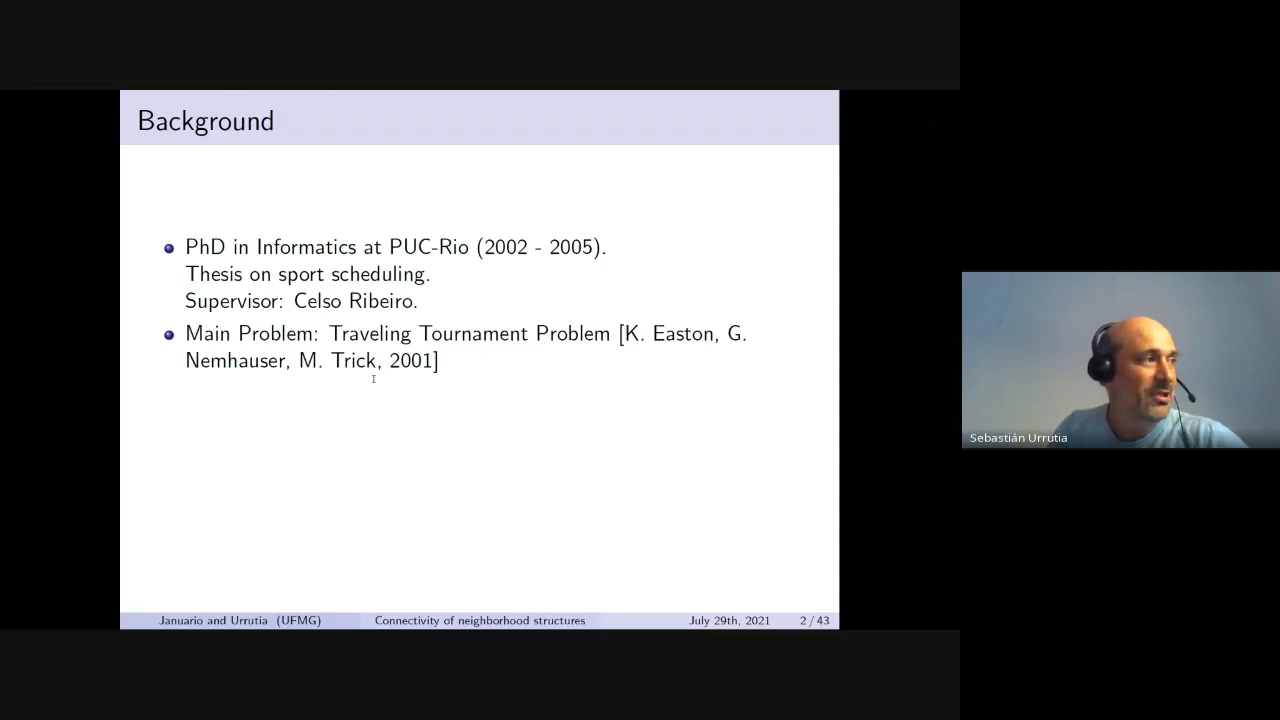 Background
PhD in Informatics at PUC-Rio (2002 - 2005).
Thesis on sport scheduling.
Supervisor: Celso Ribeiro.
Main Problem: Traveling Tournament Problem [K. Easton, G.
Nemhauser, M. Trick, 2001]
Januario and Urrutia (UFMG) Connectivity of neighborhood structures July 29th, 2021 2 / 43
Sebastián Urrutia